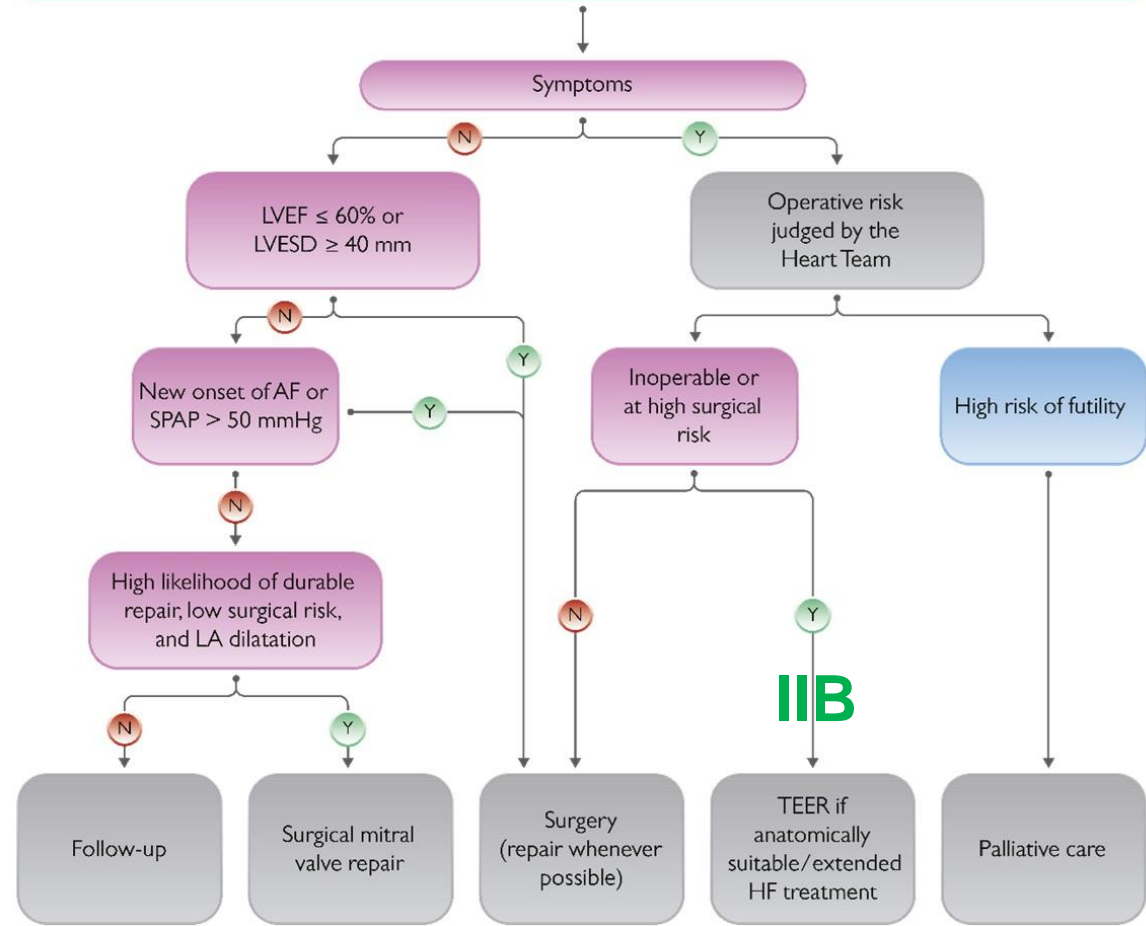 Symptoms
N
Y
LVEF ≤ 60% or
LVESD ≥ 40 mm
Operative risk
judged by the
Heart Team
N
Y
New onset of AF or
SPAP > 50 mmHg
Y
Inoperable or
at high surgical
risk
High risk of futility
N
High likelihood of durable
repair, low surgical risk,
and LA dilatation
N
Y
IIB
N
Y
Follow-up
Surgical mitral
valve repair
Surgery
(repair whenever
possible)
TEER if
anatomically
suitable/extended
HF treatment
Palliative care